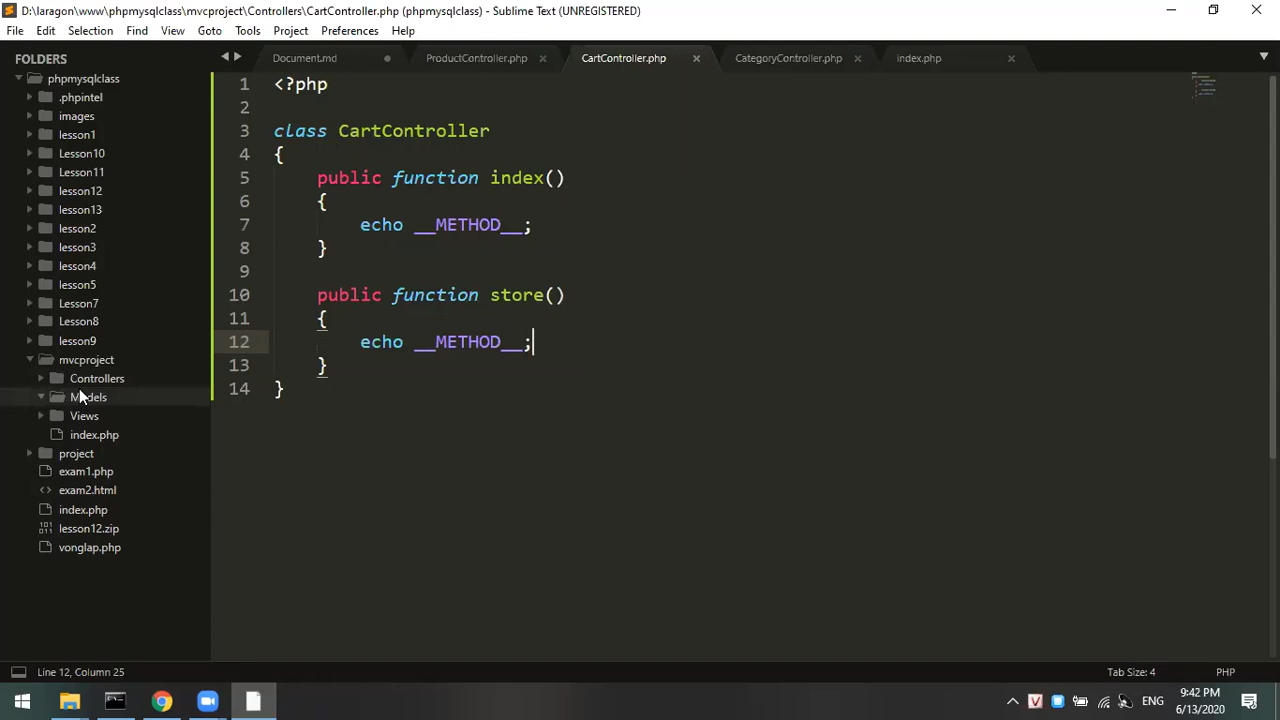 D:\laragon\www\phpmysqlclass\mvcproject\Controllers\CartController.php (phpmysqlclass) - Sublime Text (UNREGISTERED)
File Edit Selection Find View Goto Tools Project Preferences Help
FOLDERS
phpmysqlclass
.phpintel
images
lesson1
Lesson10
Lesson11
lesson12
lesson13
lesson2
lesson3
lesson4
lesson5
Lesson7
Lesson8
lesson9
mvcproject
Controllers
Models
Views
index.php
project
exam1.php
exam2.html
index.php
lesson12.zip
vonglap.php
Document.md ProductController.php CartController.php CategoryController.php index.php
1 <?php
2
3 class CartController
4 {
5 public function index()
6 {
7 echo __METHOD__;
8 }
9
10 public function store()
11 {
12 echo __METHOD__;
13 }
14 }
Line 12, Column 25 Tab Size: 4 PHP
ENG
9:42 PM
6/13/2020